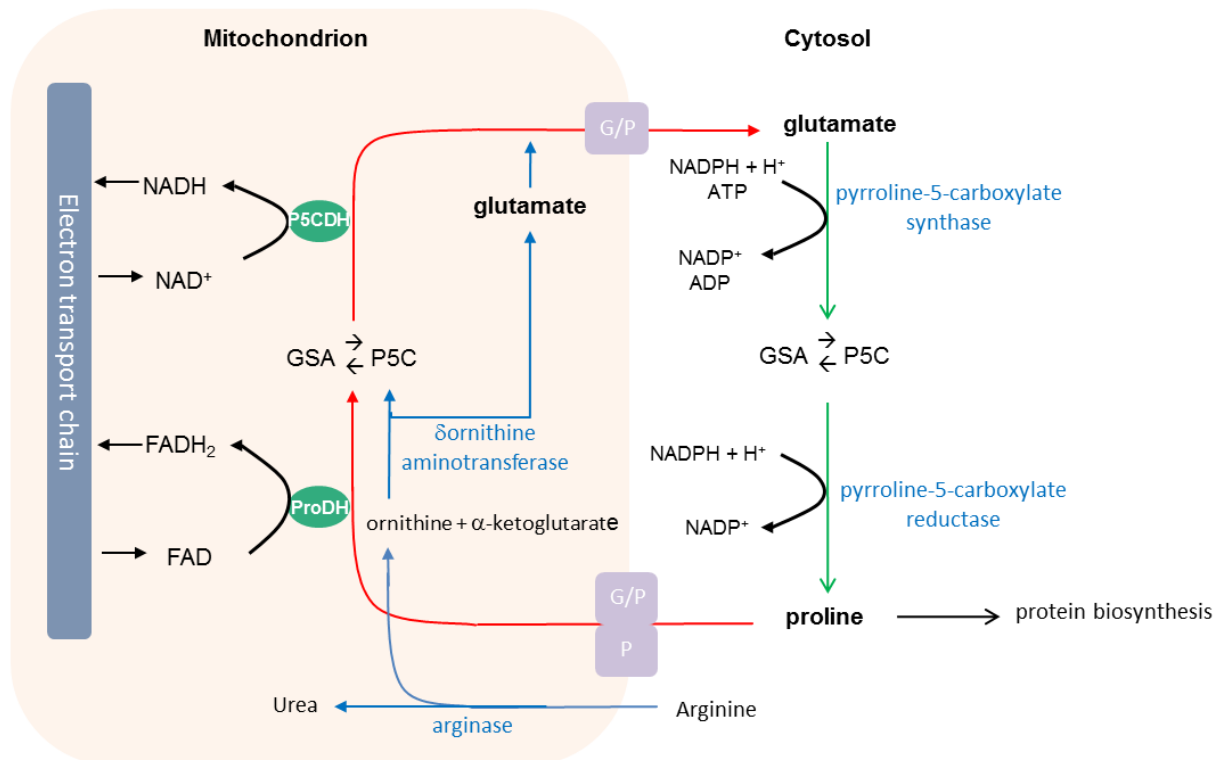 Mitochondrion
Cytosol
G/P
glutamate
NADPH + H⁺
ATP
pyrroline-5-carboxylate
synthase
NADP⁺
ADP
NADH
P5CDH
NAD⁺
glutamate
Electron transport chain
GSA → ← P5C
GSA → ← P5C
δornithine
aminotransferase
FADH₂
ProDH
FAD
ornithine + α-ketoglutarate
NADPH + H⁺
pyrroline-5-carboxylate
reductase
NADP⁺
G/P
P
proline
protein biosynthesis
Urea
arginase
Arginine